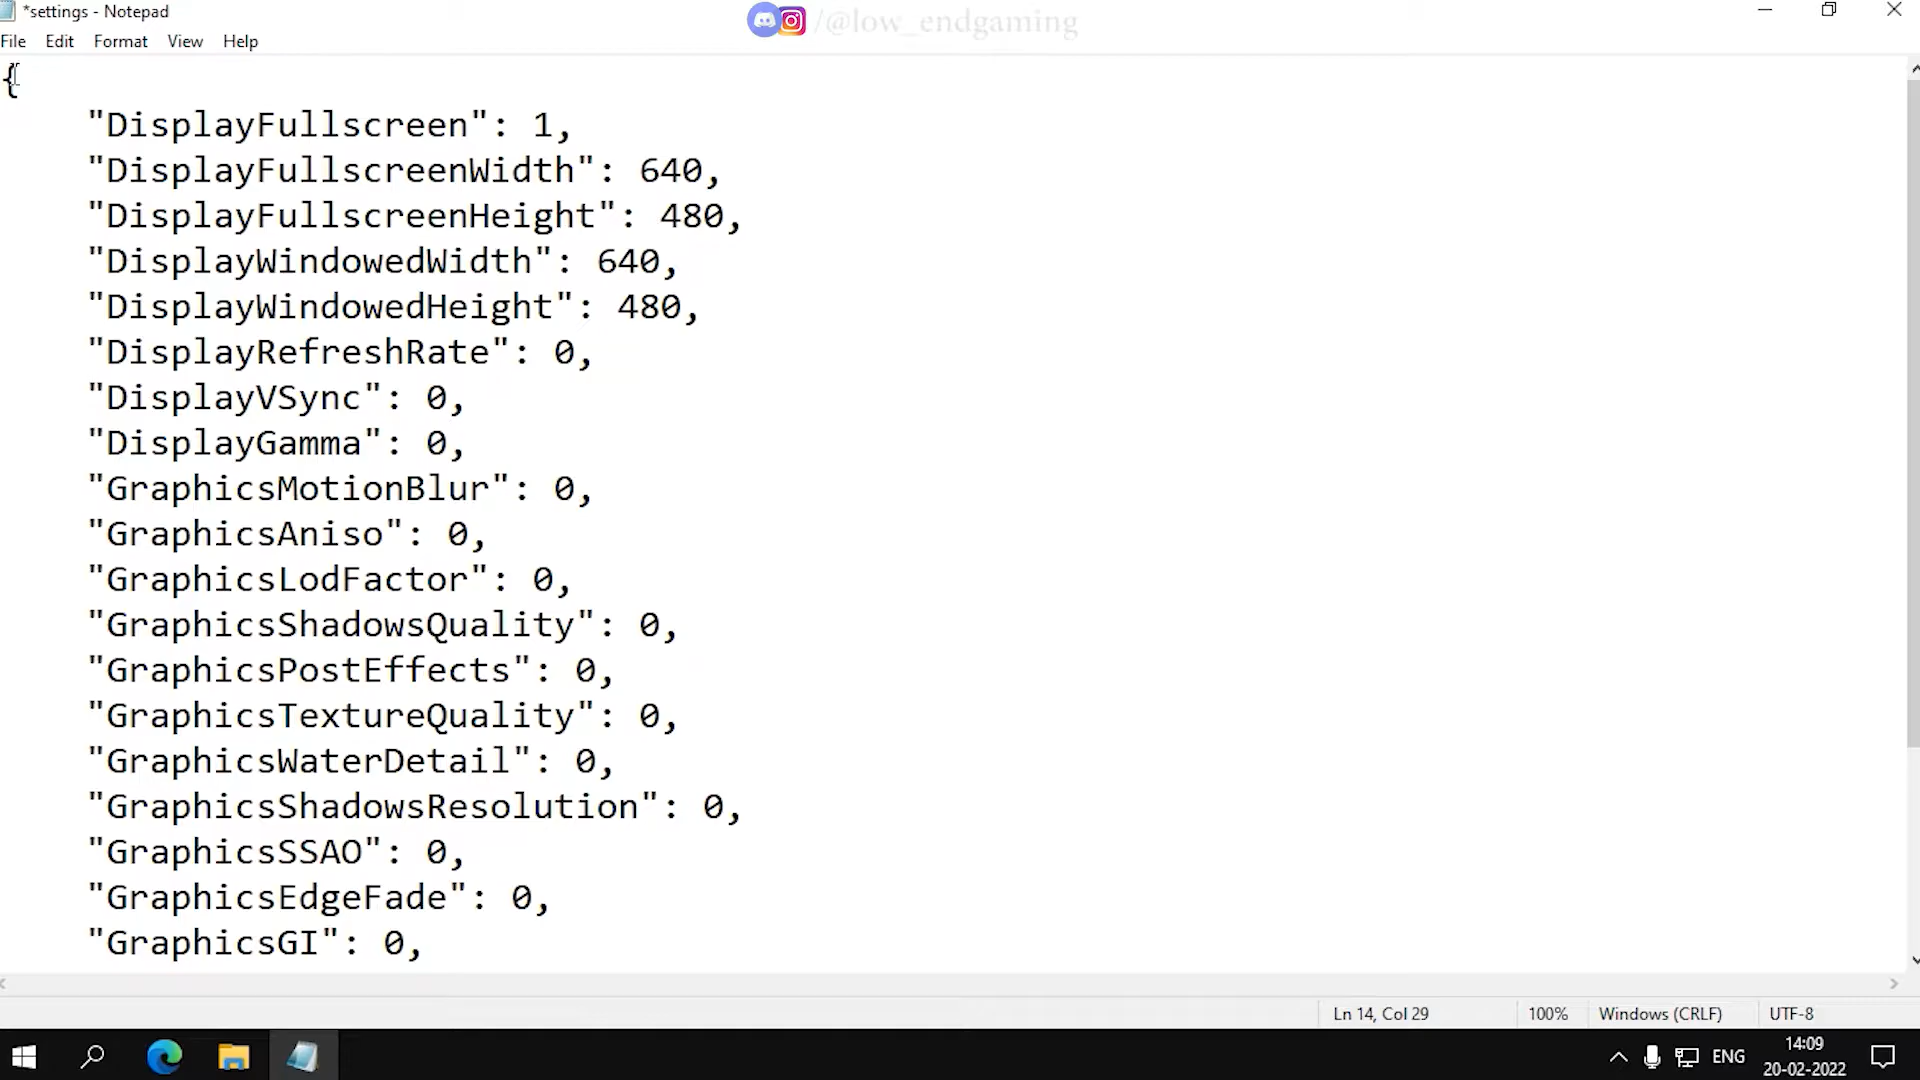 *settings - Notepad
/@low_endgaming
File Edit Format View Help
{
"DisplayFullscreen": 1,
"DisplayFullscreenWidth": 640,
"DisplayFullscreenHeight": 480,
"DisplayWindowedWidth": 640,
"DisplayWindowedHeight": 480,
"DisplayRefreshRate": 0,
"DisplayVSync": 0,
"DisplayGamma": 0,
"GraphicsMotionBlur": 0,
"GraphicsAniso": 0,
"GraphicsLodFactor": 0,
"GraphicsShadowsQuality": 0,
"GraphicsPostEffects": 0,
"GraphicsTextureQuality": 0,
"GraphicsWaterDetail": 0,
"GraphicsShadowsResolution": 0,
"GraphicsSSAO": 0,
"GraphicsEdgeFade": 0,
"GraphicsGI": 0,
Ln 14, Col 29 100% Windows (CRLF) UTF-8
ENG
14:09
20-02-2022